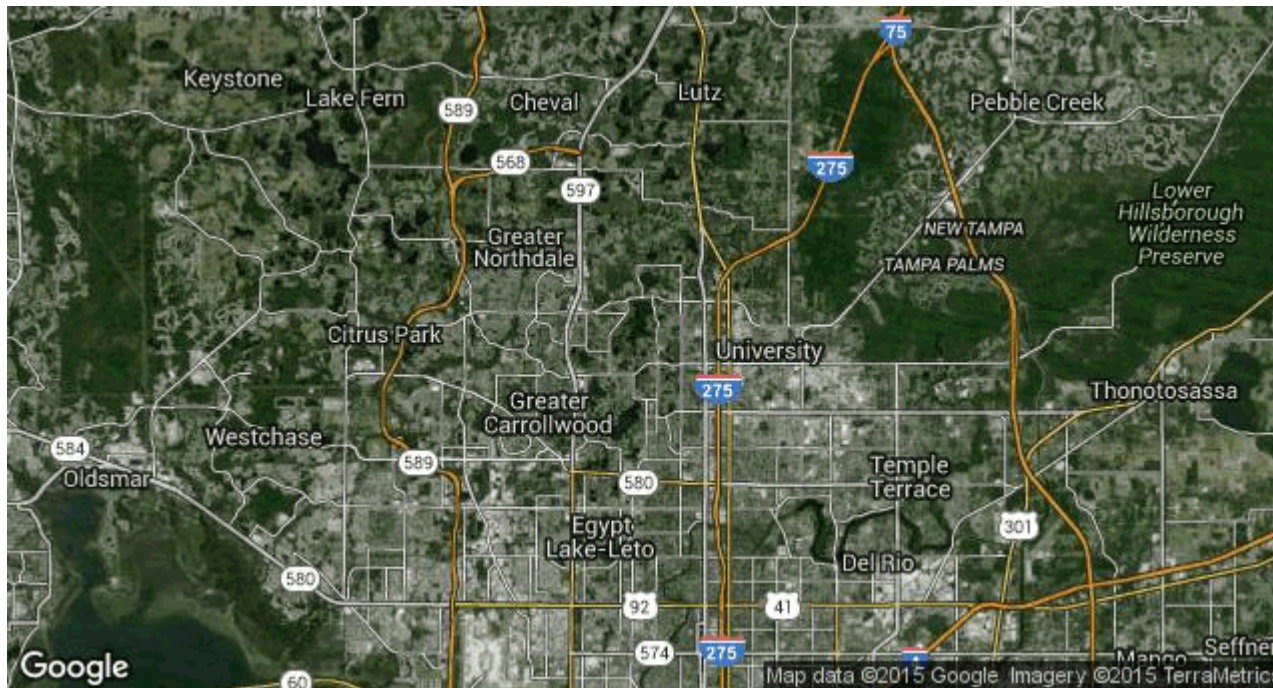 75
Keystone
Lake Fern
589
Cheval
Lutz
Pebble Creek
568
275
597
Lower
Hillsborough
Wilderness
Preserve
Greater
Northdale
NEW TAMPA
TAMPA PALMS
Citrus Park
University
275
Thonotosassa
Greater
Carrollwood
Westchase
584
589
Oldsmar
580
Temple
Terrace
301
Egypt
Lake-Leto
Del Rio
580
92
41
574
275
4
Mango
Seffner
60
Google
Map data ©2015 Google Imagery ©2015 TerraMetrics